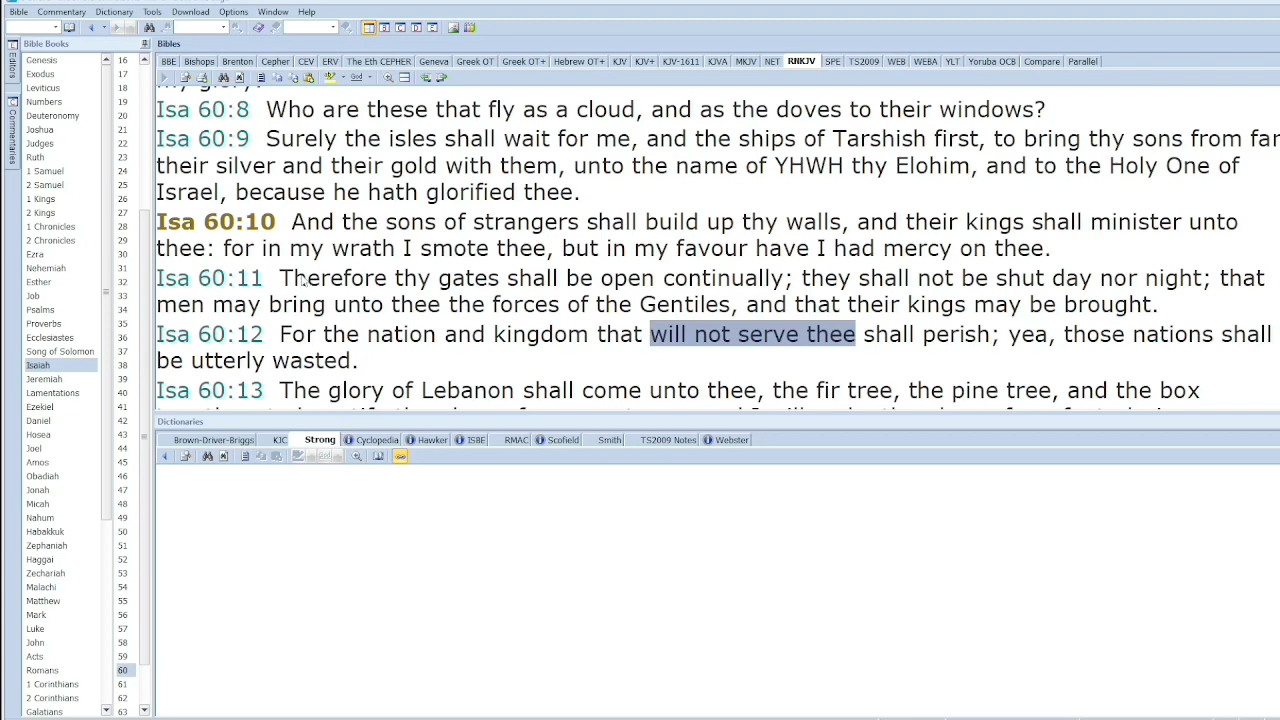 Bible Commentary Dictionary Tools Download Options Window Help
Bible Books
Bibles
BBE Bishops Brenton Cepher CEV ERV The Eth CEPHER Geneva Greek OT Greek OT+ Hebrew OT+ KJV KJV+ KJV-1611 KJVA MKJV NET RNKJV SPE TS2009 WEB WEBA YLT Yoruba OCB Compare Parallel
Editors
Commentaries
Genesis 16
Exodus 17
Leviticus 18
Numbers 19
Deuteronomy 20
Joshua 21
Judges 22
Ruth 23
1 Samuel 24
2 Samuel 25
1 Kings 26
2 Kings 27
1 Chronicles 28
2 Chronicles 29
Ezra 30
Nehemiah 31
Esther 32
Job 33
Psalms 34
Proverbs 35
Ecclesiastes 36
Song of Solomon 37
Isaiah 38
Jeremiah 39
Lamentations 40
Ezekiel 41
Daniel 42
Hosea 43
Joel 44
Amos 45
Obadiah 46
Jonah 47
Micah 48
Nahum 49
Habakkuk 50
Zephaniah 51
Haggai 52
Zechariah 53
Malachi 54
Matthew 55
Mark 56
Luke 57
John 58
Acts 59
Romans 60
1 Corinthians 61
2 Corinthians 62
Galatians 63
Isa 60:8 Who are these that fly as a cloud, and as the doves to their windows?
Isa 60:9 Surely the isles shall wait for me, and the ships of Tarshish first, to bring thy sons from far
their silver and their gold with them, unto the name of YHWH thy Elohim, and to the Holy One of
Israel, because he hath glorified thee.
Isa 60:10 And the sons of strangers shall build up thy walls, and their kings shall minister unto
thee: for in my wrath I smote thee, but in my favour have I had mercy on thee.
Isa 60:11 Therefore thy gates shall be open continually; they shall not be shut day nor night; that
men may bring unto thee the forces of the Gentiles, and that their kings may be brought.
Isa 60:12 For the nation and kingdom that will not serve thee shall perish; yea, those nations shall
be utterly wasted.
Isa 60:13 The glory of Lebanon shall come unto thee, the fir tree, the pine tree, and the box
Dictionaries
Brown-Driver-Briggs KJC Strong Cyclopedia Hawker ISBE RMAC Scofield Smith TS2009 Notes Webster